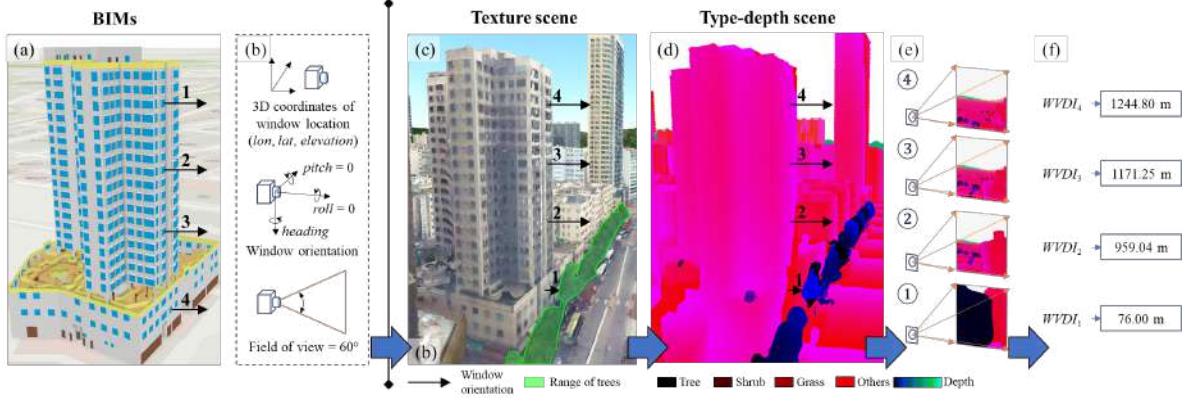 BIMs
Texture scene
Type-depth scene
(a)
1
2
3
4
(b)
3D coordinates of
window location
(lon, lat, elevation)
pitch = 0
roll = 0
heading
Window orientation
Field of view = 60°
(c)
4
3
2
1
(b)
(d)
4
3
2
1
(e)
4
3
2
1
(f)
WVDI4 1244.80 m
WVDI3 1171.25 m
WVDI2 959.04 m
WVDI1 76.00 m
Window
orientation
Range of trees
Tree Shrub Grass Others Depth